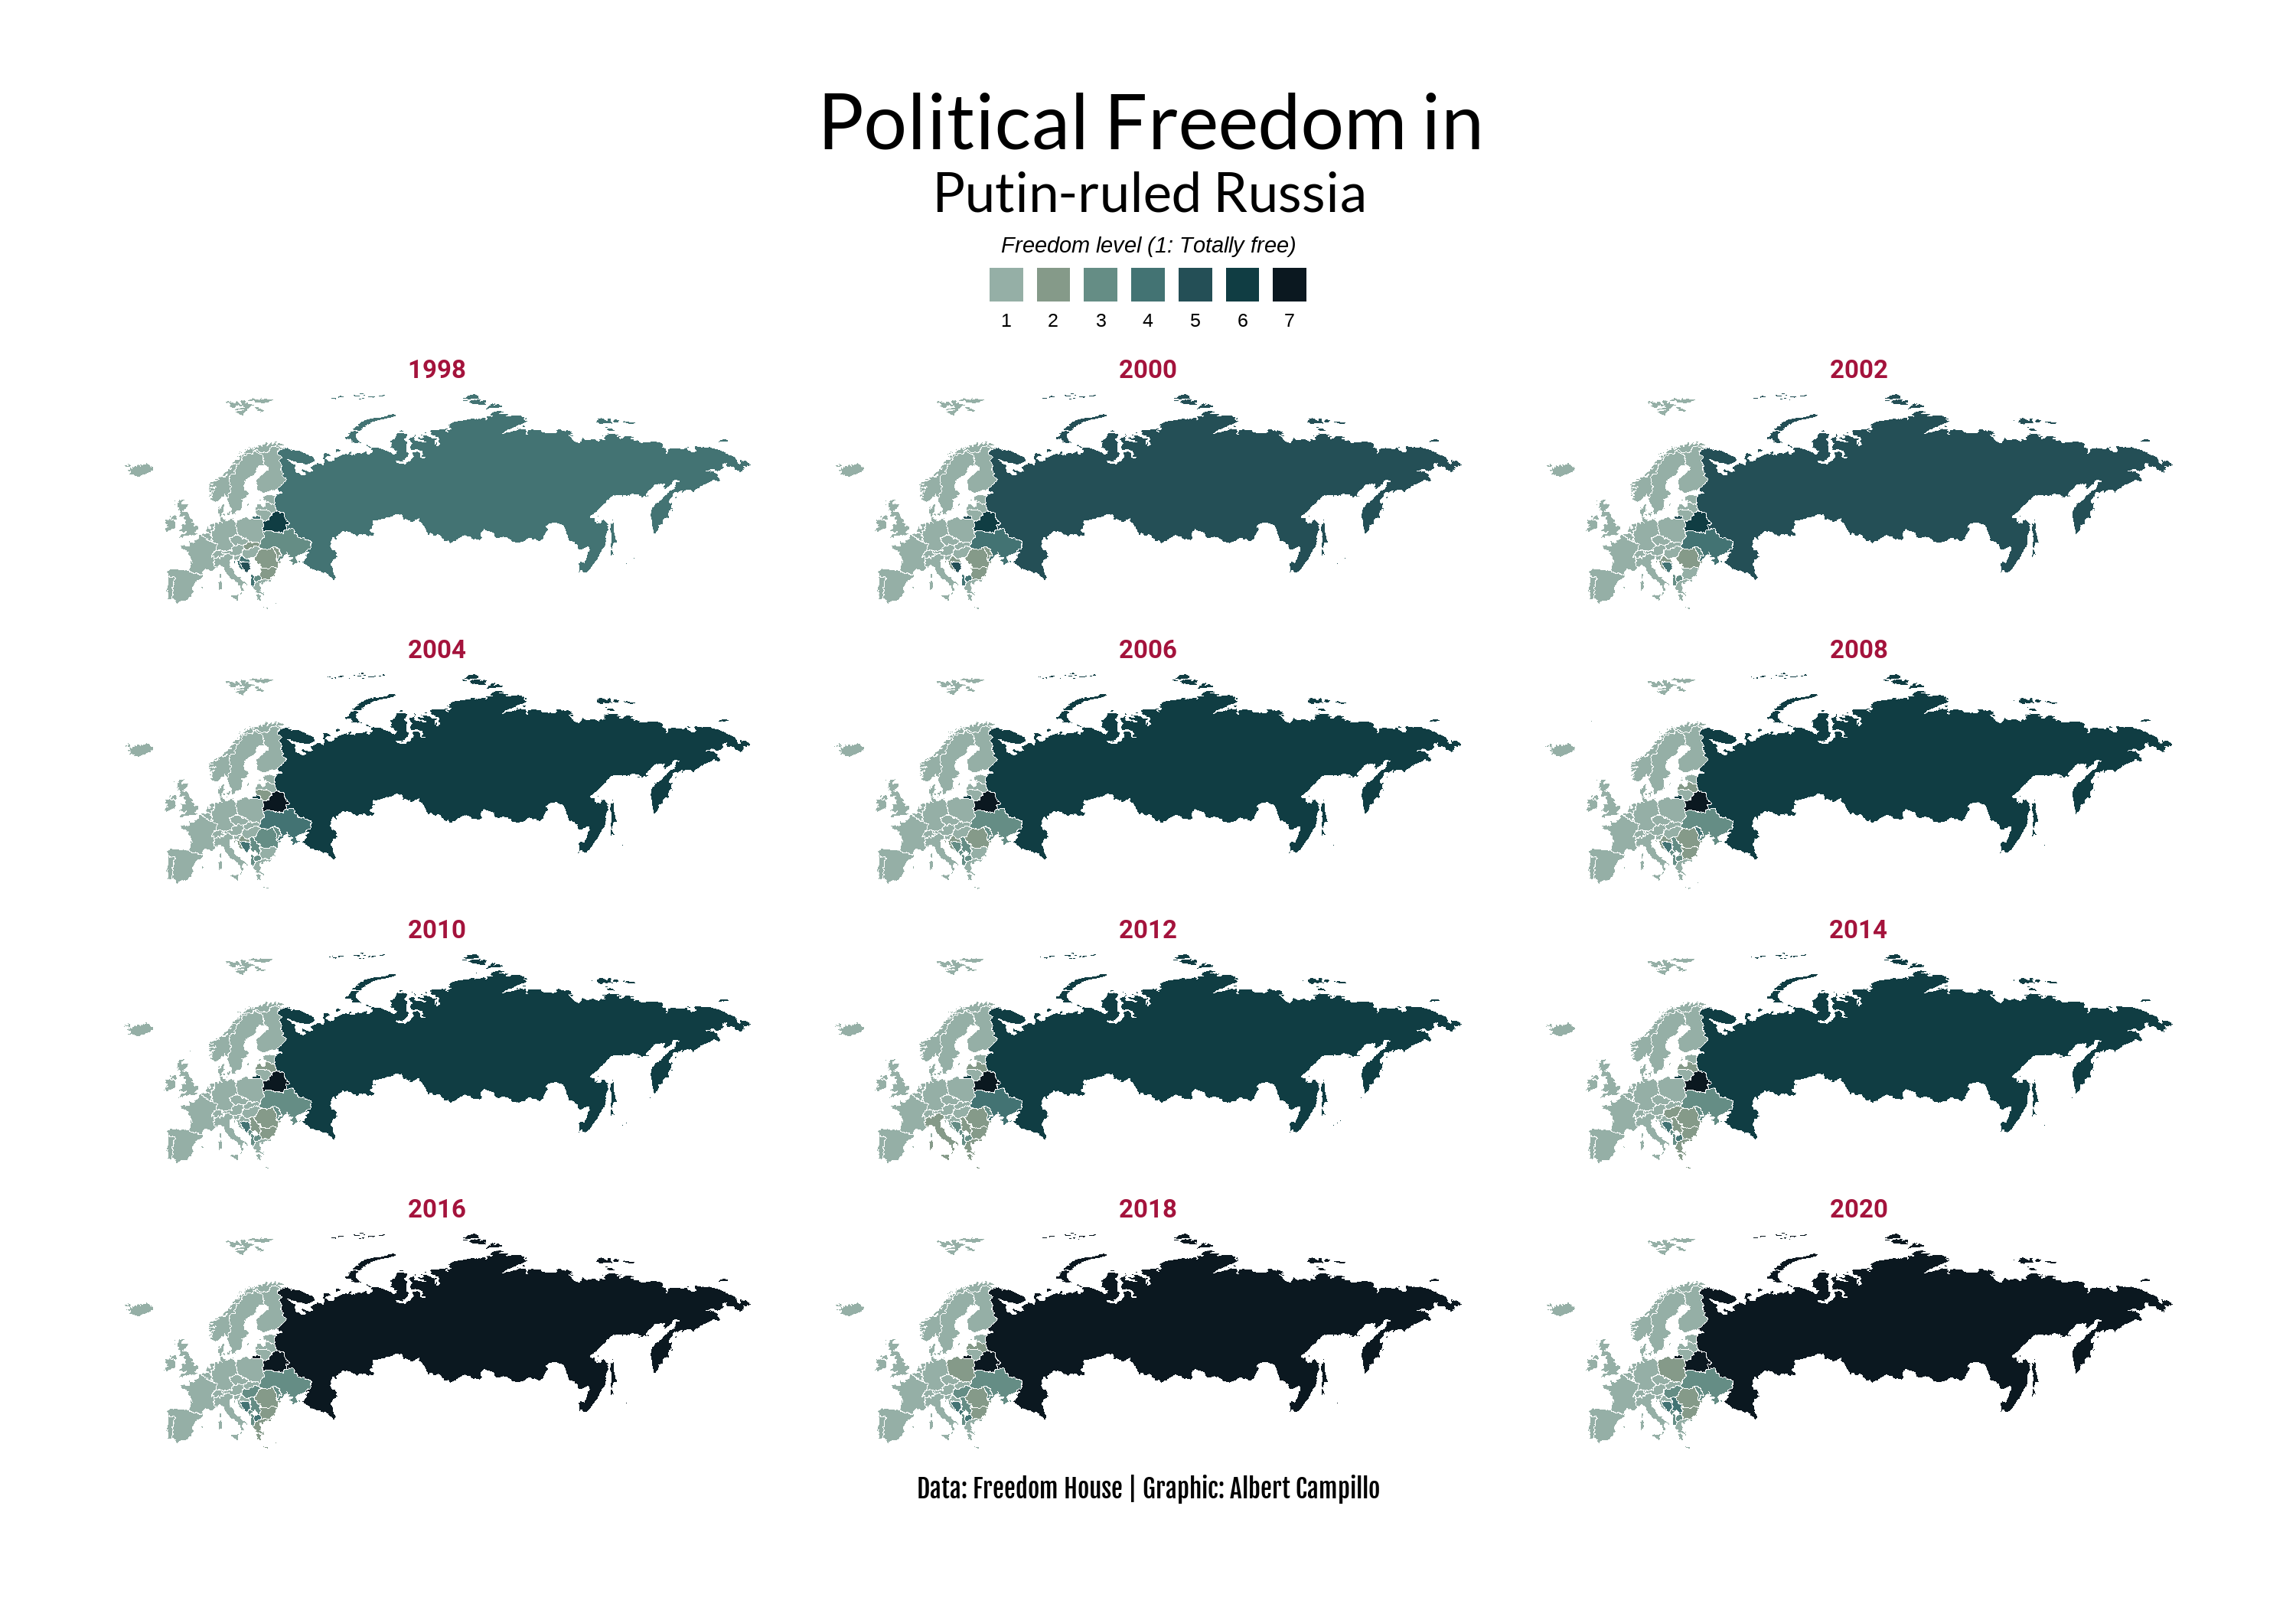 Political Freedom in
Putin-ruled Russia
Freedom level (1: Totally free)
1 2 3 4 5 6 7
1998 2000 2002
2004 2006 2008
2010 2012 2014
2016 2018 2020
Data: Freedom House | Graphic: Albert Campillo